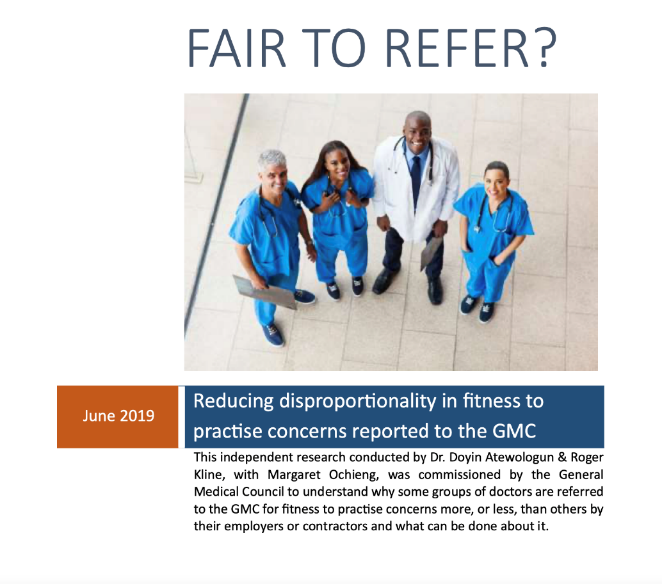 FAIR TO REFER?
June 2019
Reducing disproportionality in fitness to
practise concerns reported to the GMC
This independent research conducted by Dr. Doyin Atewologun & Roger
Kline, with Margaret Ochieng, was commissioned by the General
Medical Council to understand why some groups of doctors are referred
to the GMC for fitness to practise concerns more, or less, than others by
their employers or contractors and what can be done about it.